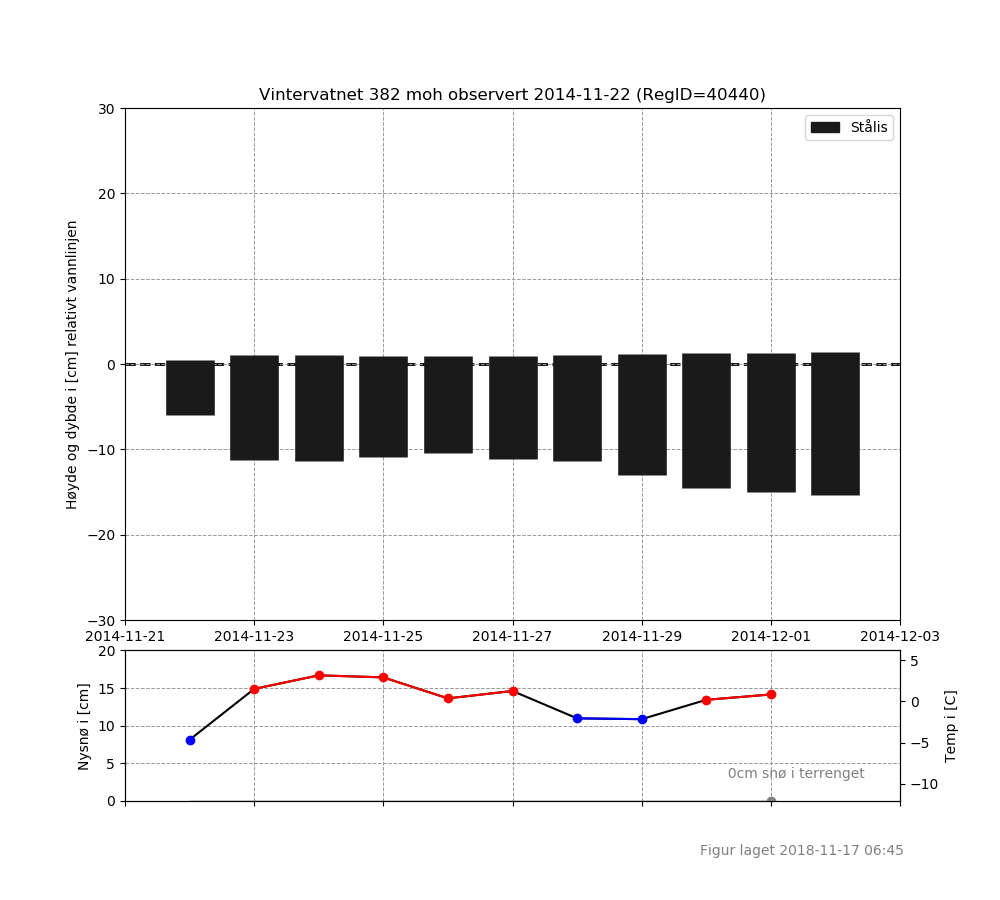 Vintervatnet 382 moh observert 2014-11-22 (RegID=40440)
Stålis
Høyde og dybde i [cm] relativt vannlinjen
30
20
10
0
−10
−20
−30
2014-11-21 2014-11-23 2014-11-25 2014-11-27 2014-11-29 2014-12-01 2014-12-03
Nysnø i [cm]
20
15
10
5
0
5
0
−5
−10
Temp i [C]
0cm snø i terrenget
Figur laget 2018-11-17 06:45